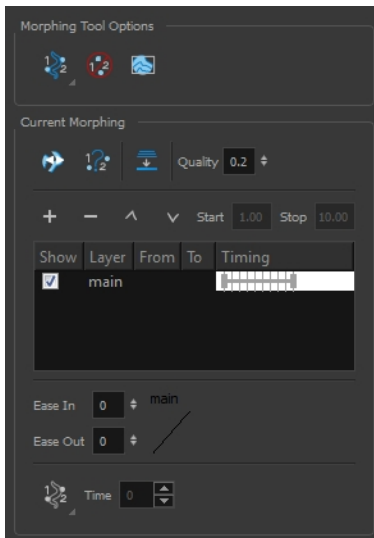 Morphing Tool Options
Current Morphing
Quality 0.2
Start 1.00 Stop 10.00
Show Layer From To Timing
main
Ease In 0 main
Ease Out 0
Time 0